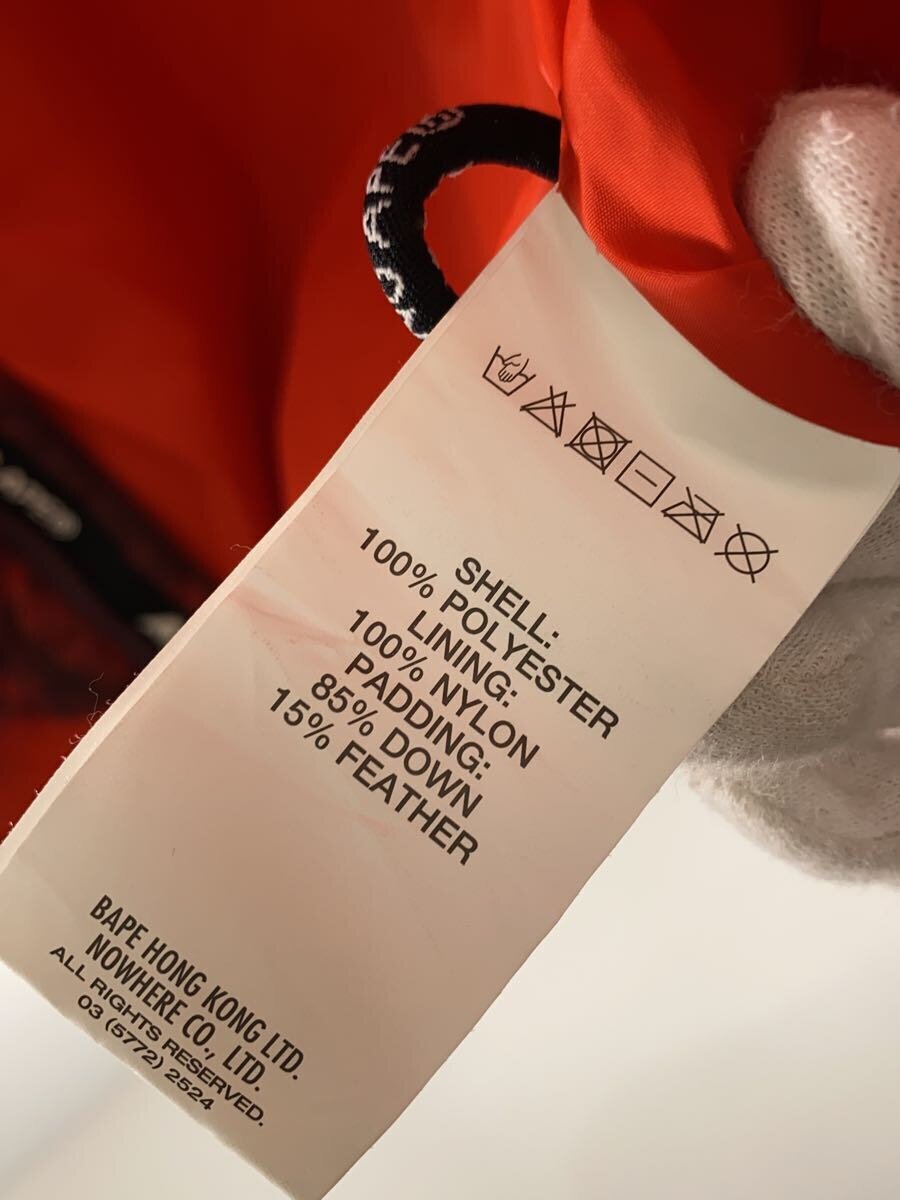 APE
SHELL:
100% POLYESTER
LINING:
100% NYLON
PADDING:
85% DOWN
15% FEATHER
BAPE HONG KONG LTD.
NOWHERE CO., LTD.
ALL RIGHTS RESERVED.
03 (5772) 2524